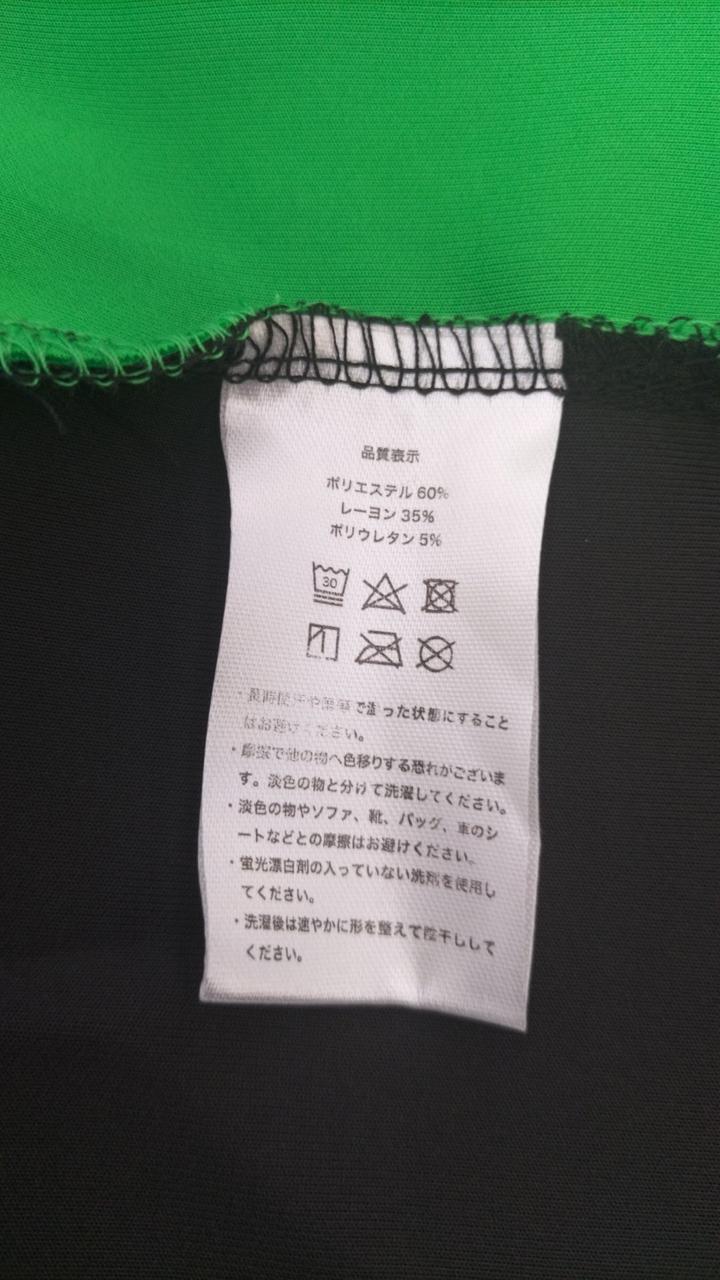 品質表示
ポリエステル 60%
レーヨン 35%
ポリウレタン 5%
30
・長時間汗や雨等で湿った状態にすること
はお避けください。
・摩擦で他の物へ色移りする恐れがございま
す。淡色の物と分けて洗濯してください。
・淡色の物やソファ、靴、バッグ、車のシ
ートなどとの摩擦はお避けください。
・蛍光漂白剤の入っていない洗剤を使用し
てください。
・洗濯後は速やかに形を整えて陰干しして
ください。